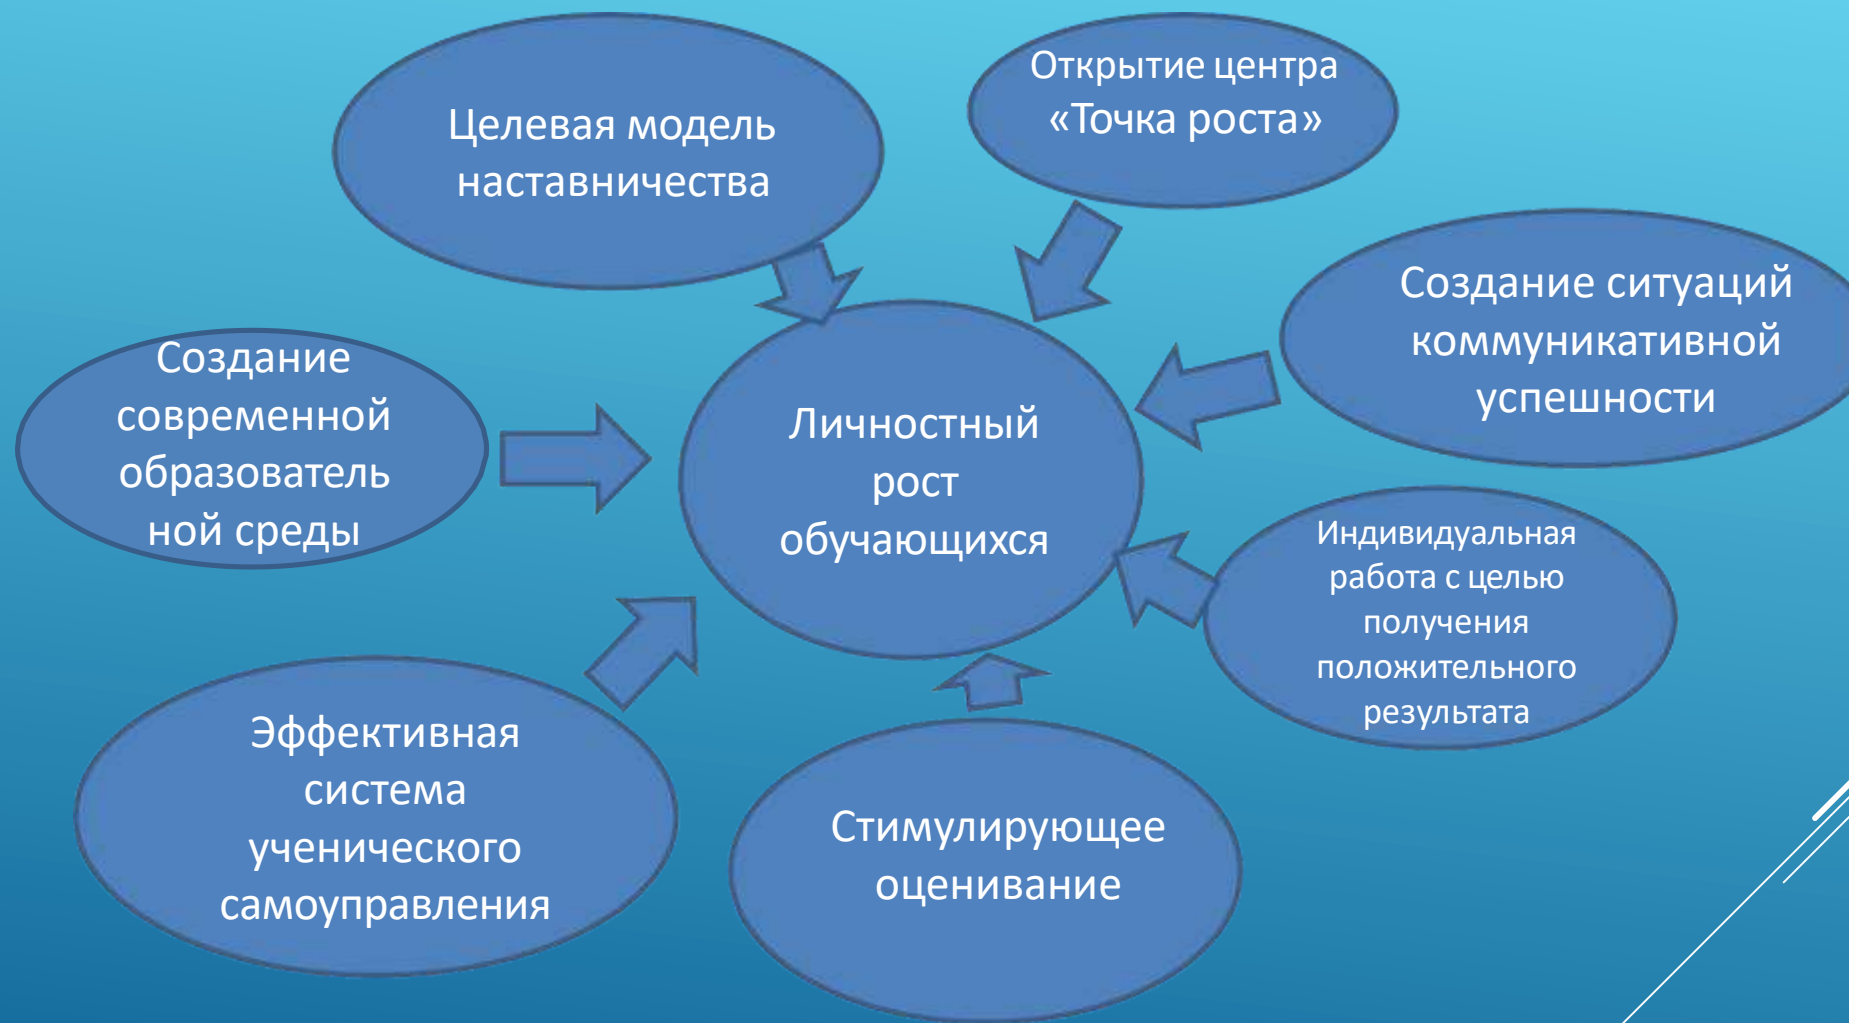 Целевая модель
наставничества
Открытие центра
«Точка роста»
Создание ситуаций
коммуникативной
успешности
Создание
современной
образователь
ной среды
Личностный
рост
обучающихся
Индивидуальная
работа с целью
получения
положительного
результата
Эффективная
система
ученического
самоуправления
Стимулирующее
оценивание